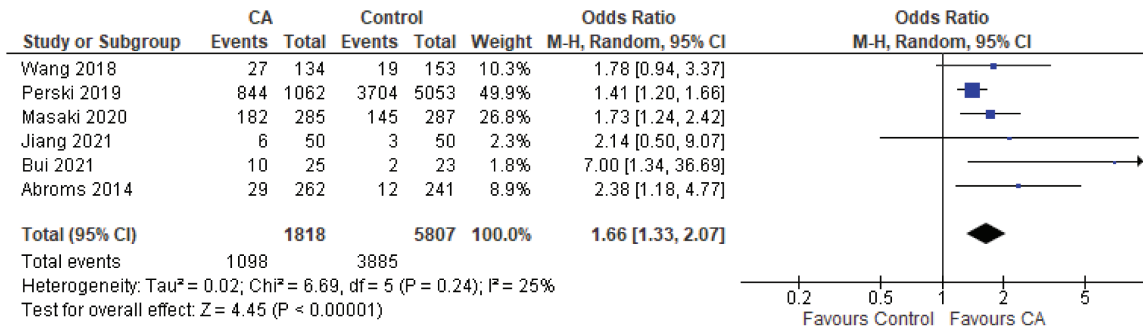 CA Control Odds Ratio Odds Ratio
Study or Subgroup Events Total Events Total Weight M-H, Random, 95% CI M-H, Random, 95% CI
Wang 2018 27 134 19 153 10.3% 1.78 [0.94, 3.37]
Perski 2019 844 1062 3704 5053 49.9% 1.41 [1.20, 1.66]
Masaki 2020 182 285 145 287 26.8% 1.73 [1.24, 2.42]
Jiang 2021 6 50 3 50 2.3% 2.14 [0.50, 9.07]
Bui 2021 10 25 2 23 1.8% 7.00 [1.34, 36.69]
Abroms 2014 29 262 12 241 8.9% 2.38 [1.18, 4.77]
Total (95% CI) 1818 5807 100.0% 1.66 [1.33, 2.07]
Total events 1098 3885
Heterogeneity: Tau² = 0.02; Chi² = 6.69, df = 5 (P = 0.24); I² = 25%
Test for overall effect: Z = 4.45 (P < 0.00001)
0.2 0.5 1 2 5
Favours Control Favours CA